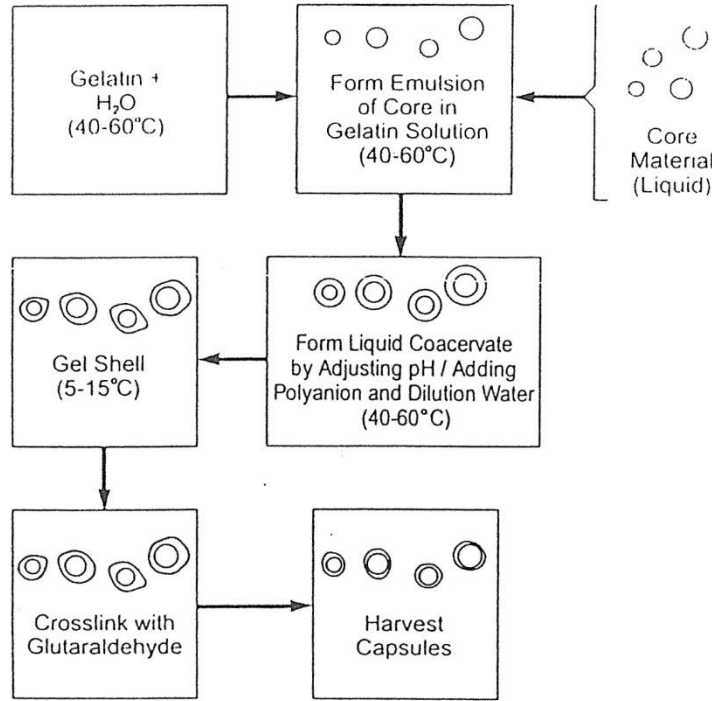 Gelatin +
H₂O
(40-60°C)
Form Emulsion
of Core in
Gelatin Solution
(40-60°C)
Core
Material
(Liquid)
Gel Shell
(5-15°C)
Form Liquid Coacervate
by Adjusting pH / Adding
Polyanion and Dilution Water
(40-60°C)
Crosslink with
Glutaraldehyde
Harvest
Capsules